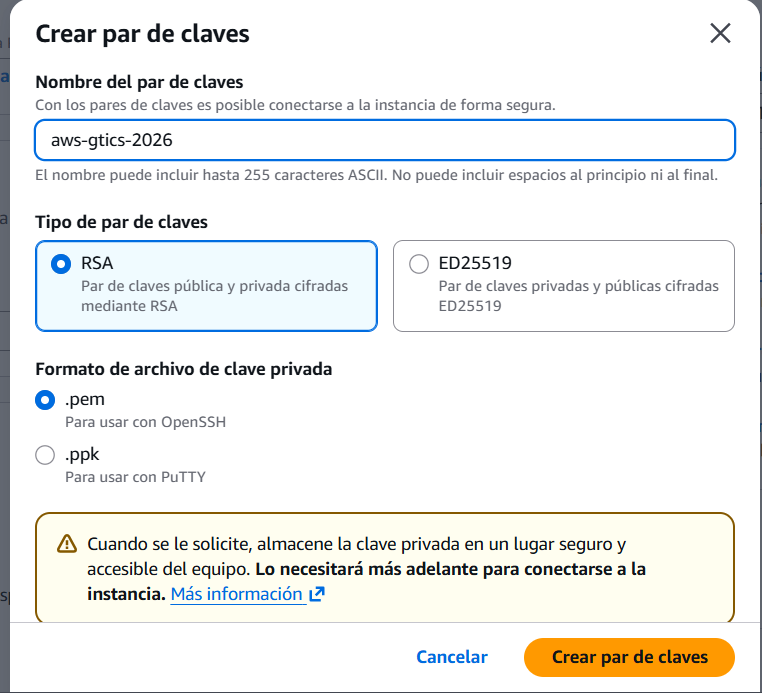 Crear par de claves
Nombre del par de claves
Con los pares de claves es posible conectarse a la instancia de forma segura.
aws-gtics-2026
El nombre puede incluir hasta 255 caracteres ASCII. No puede incluir espacios al principio ni al final.
Tipo de par de claves
RSA
Par de claves pública y privada cifradas
mediante RSA
ED25519
Par de claves privadas y públicas cifradas
ED25519
Formato de archivo de clave privada
.pem
Para usar con OpenSSH
.ppk
Para usar con PuTTY
Cuando se le solicite, almacene la clave privada en un lugar seguro y
accesible del equipo. Lo necesitará más adelante para conectarse a la
instancia. Más información
Cancelar
Crear par de claves